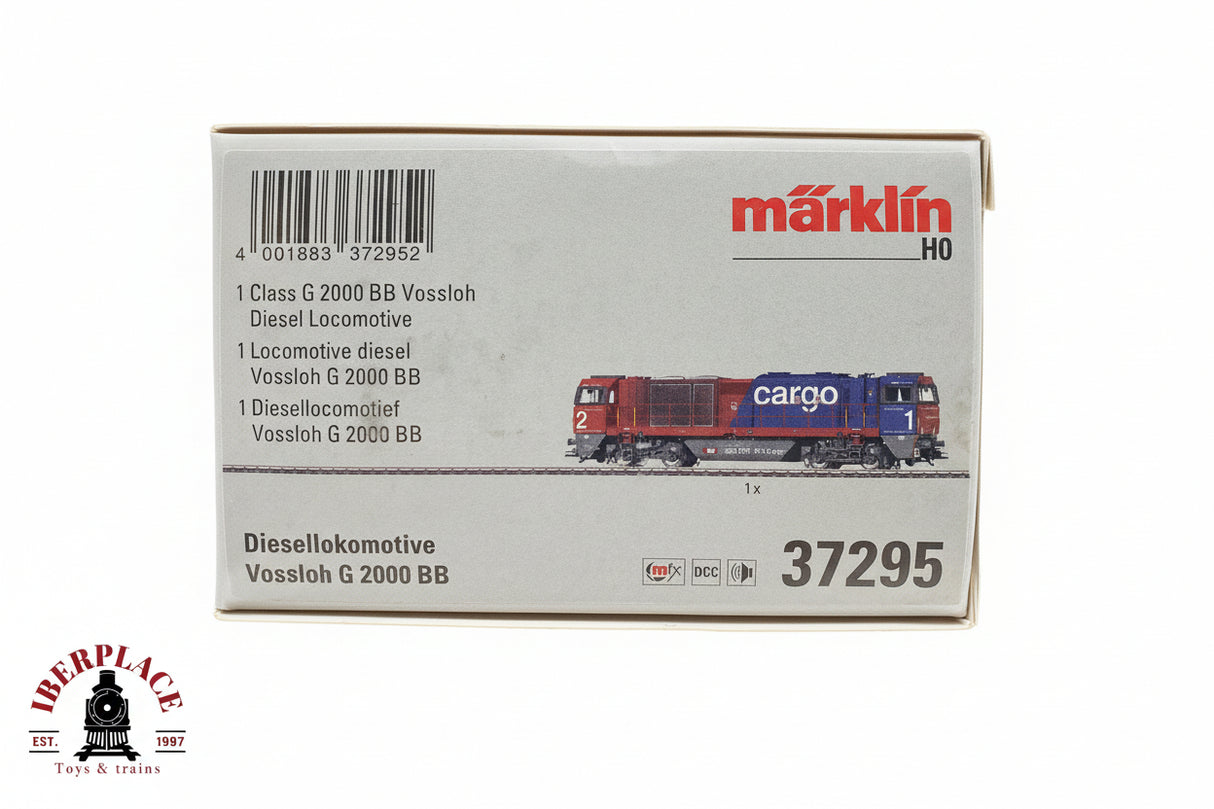 4 001883 372952
märklin
H0
1 Class G 2000 BB Vossloh
Diesel Locomotive
1 Locomotive diesel
Vossloh G 2000 BB
1 Diesellocomotief
Vossloh G 2000 BB
cargo
2
1
1x
Diesellokomotive
Vossloh G 2000 BB
mfx
DCC
37295
IBERPLACE
EST. 1997
Toys & trains